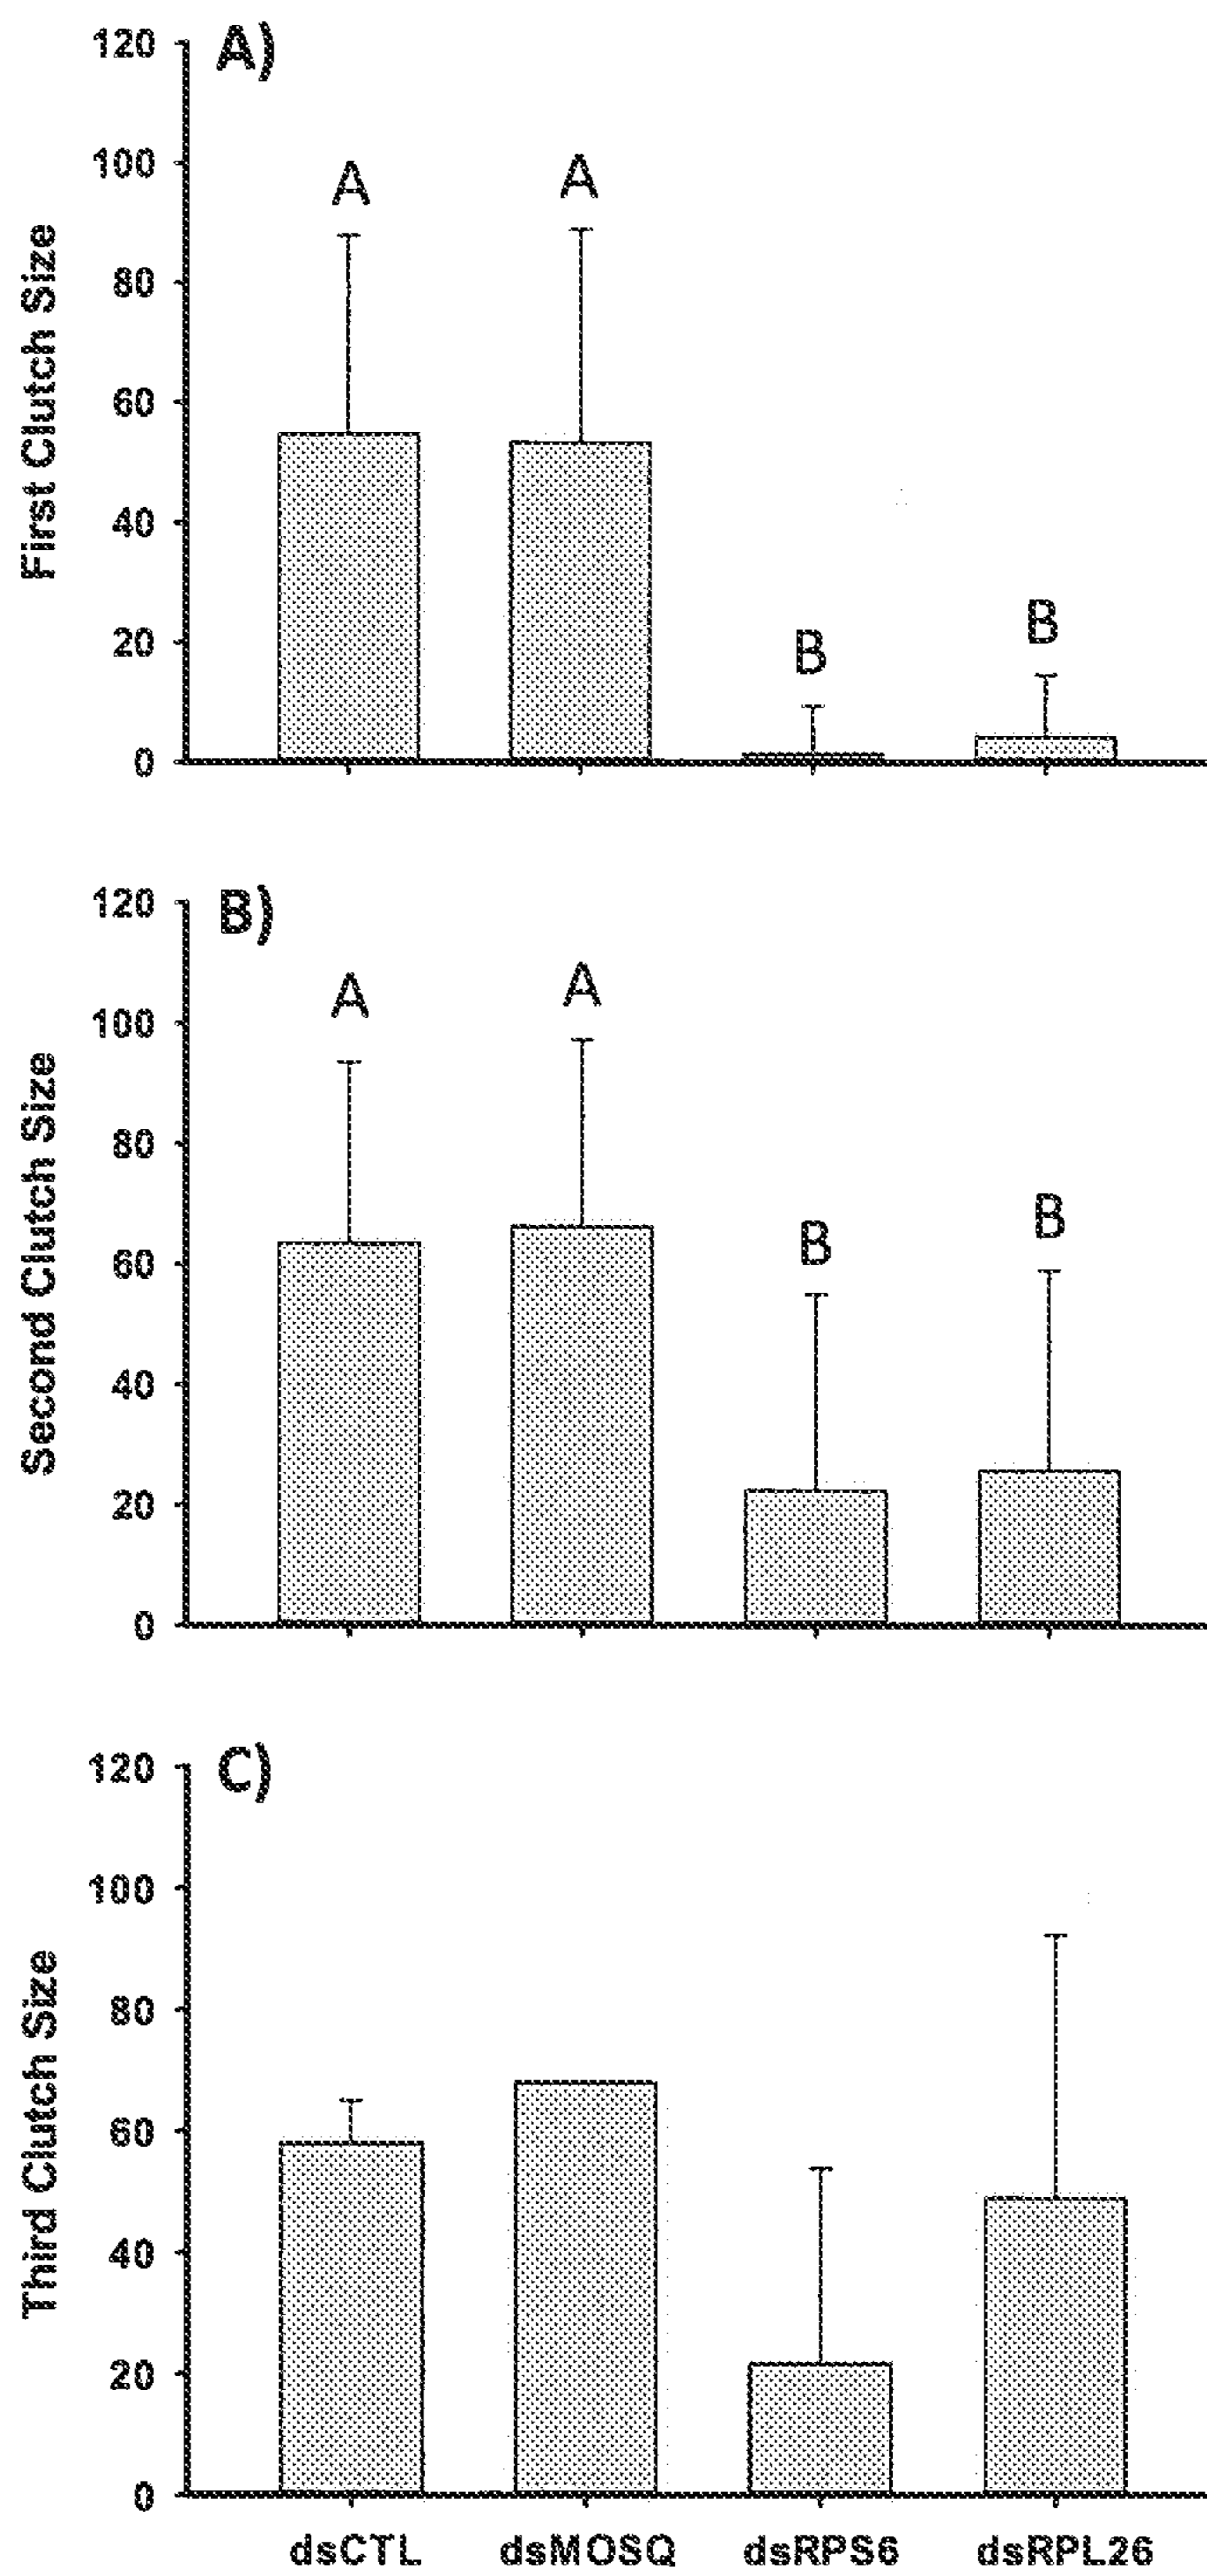 A)
120
100
80
60
40
20
0
First Clutch Size
A
A
B
B
B)
120
100
80
60
40
20
0
Second Clutch Size
A
A
B
B
C)
120
100
80
60
40
20
0
Third Clutch Size
dsCTL dsMOSQ dsRPS6 dsRPL26